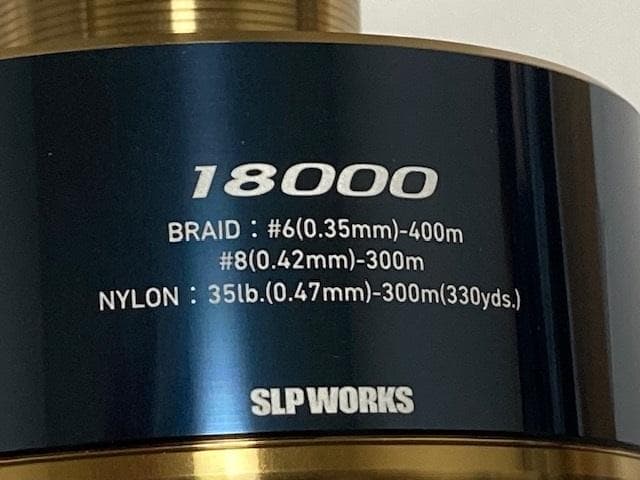 18000
BRAID : #6(0.35mm)-400m
#8(0.42mm)-300m
NYLON : 35lb.(0.47mm)-300m(330yds.)
SLP WORKS